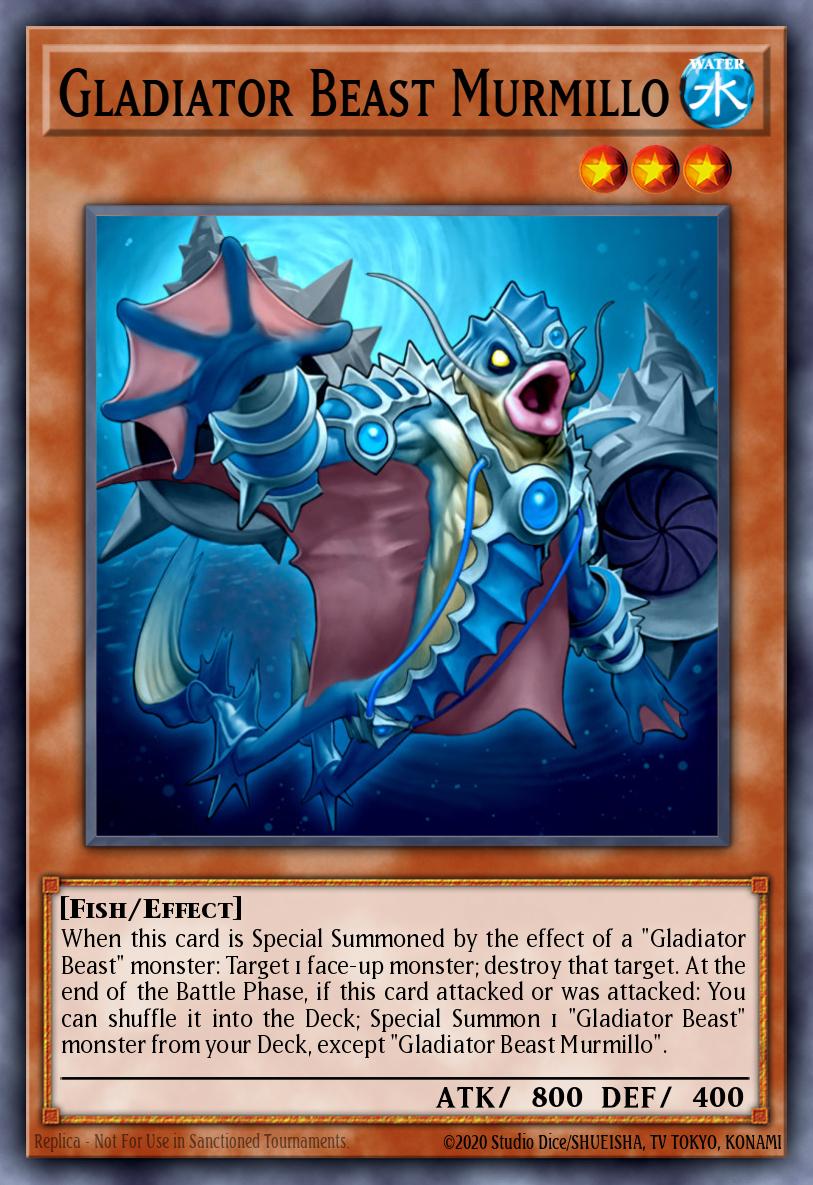 Gladiator Beast Murmillo
WATER
水
[Fish/Effect]
When this card is Special Summoned by the effect of a "Gladiator
Beast" monster: Target 1 face-up monster; destroy that target. At the
end of the Battle Phase, if this card attacked or was attacked: You
can shuffle it into the Deck; Special Summon 1 "Gladiator Beast"
monster from your Deck, except "Gladiator Beast Murmillo".
ATK/ 800 DEF/ 400
Replica - Not For Use in Sanctioned Tournaments.
©2020 Studio Dice/SHUEISHA, TV TOKYO, KONAMI